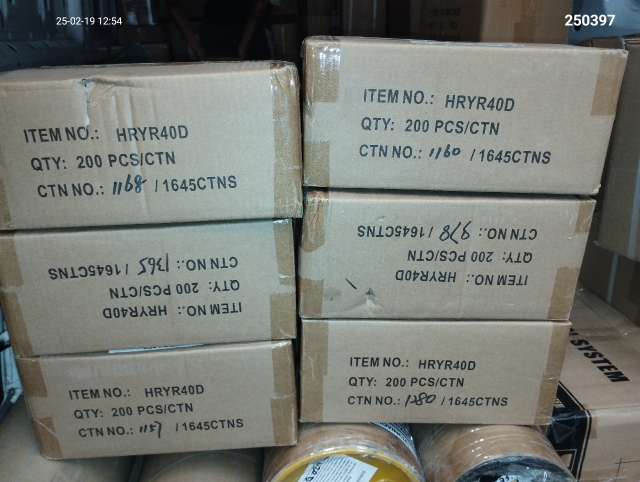 25-02-19 12:54
250397
ITEM NO.: HRYR40D
QTY: 200 PCS/CTN
CTN NO.: 1168 / 1645CTNS
ITEM NO.: HRYR40D
QTY: 200 PCS/CTN
CTN NO.: 1160 / 1645CTNS
ITEM NO.: HRYR40D
QTY: 200 PCS/CTN
CTN NO.: 1365 / 1645CTNS
ITEM NO.: HRYR40D
QTY: 200 PCS/CTN
CTN NO.: 878 / 1645CTNS
ITEM NO.: HRYR40D
QTY: 200 PCS/CTN
CTN NO.: 1157 / 1645CTNS
ITEM NO.: HRYR40D
QTY: 200 PCS/CTN
CTN NO.: 1280 / 1645CTNS
SYSTEM